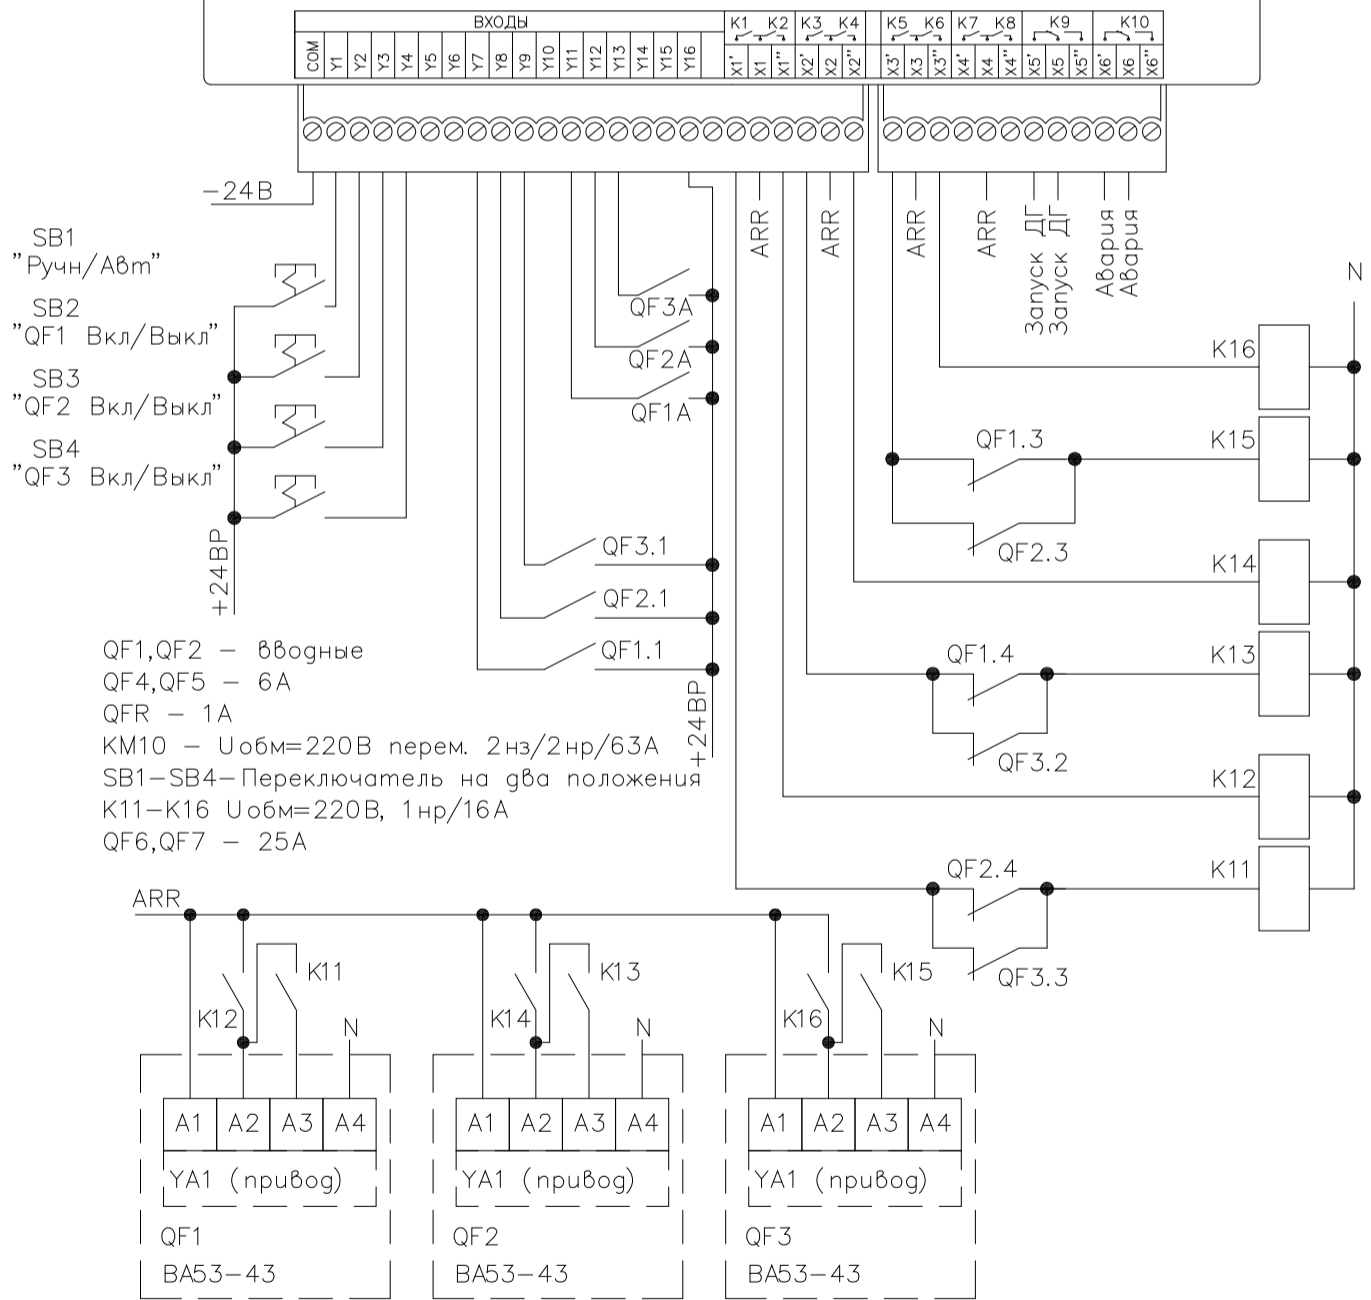 ВХОДЫ
K1 K2 K3 K4 K5 K6 K7 K8 K9 K10
COM Y1 Y2 Y3 Y4 Y5 Y6 Y7 Y8 Y9 Y10 Y11 Y12 Y13 Y14 Y15 Y16 X1' X1 X1" X2' X2 X2" X3' X3 X3" X4' X4 X4" X5' X5 X5" X6' X6 X6"
-24В
ARR
ARR
ARR
ARR
Запуск ДГ
Запуск ДГ
Авария
Авария
N
SB1
"Ручн/Авт"
SB2
"QF1 Вкл/Выкл"
SB3
"QF2 Вкл/Выкл"
SB4
"QF3 Вкл/Выкл"
+24ВР
QF3A
QF2A
QF1A
QF3.1
QF2.1
QF1.1
+24ВР
K16
QF1.3
K15
QF2.3
K14
QF1.4
K13
QF3.2
K12
QF2.4
K11
QF3.3
QF1,QF2 - вводные
QF4,QF5 - 6А
QFR - 1А
КМ10 - Uобм=220В перем. 2нз/2нр/63А
SB1-SB4-Переключатель на два положения
К11-К16 Uобм=220В, 1нр/16А
QF6,QF7 - 25А
ARR
K12 K11 N
K14 K13 N
K16 K15 N
A1 A2 A3 A4
YA1 (привод)
QF1
ВА53-43
A1 A2 A3 A4
YA1 (привод)
QF2
ВА53-43
A1 A2 A3 A4
YA1 (привод)
QF3
ВА53-43